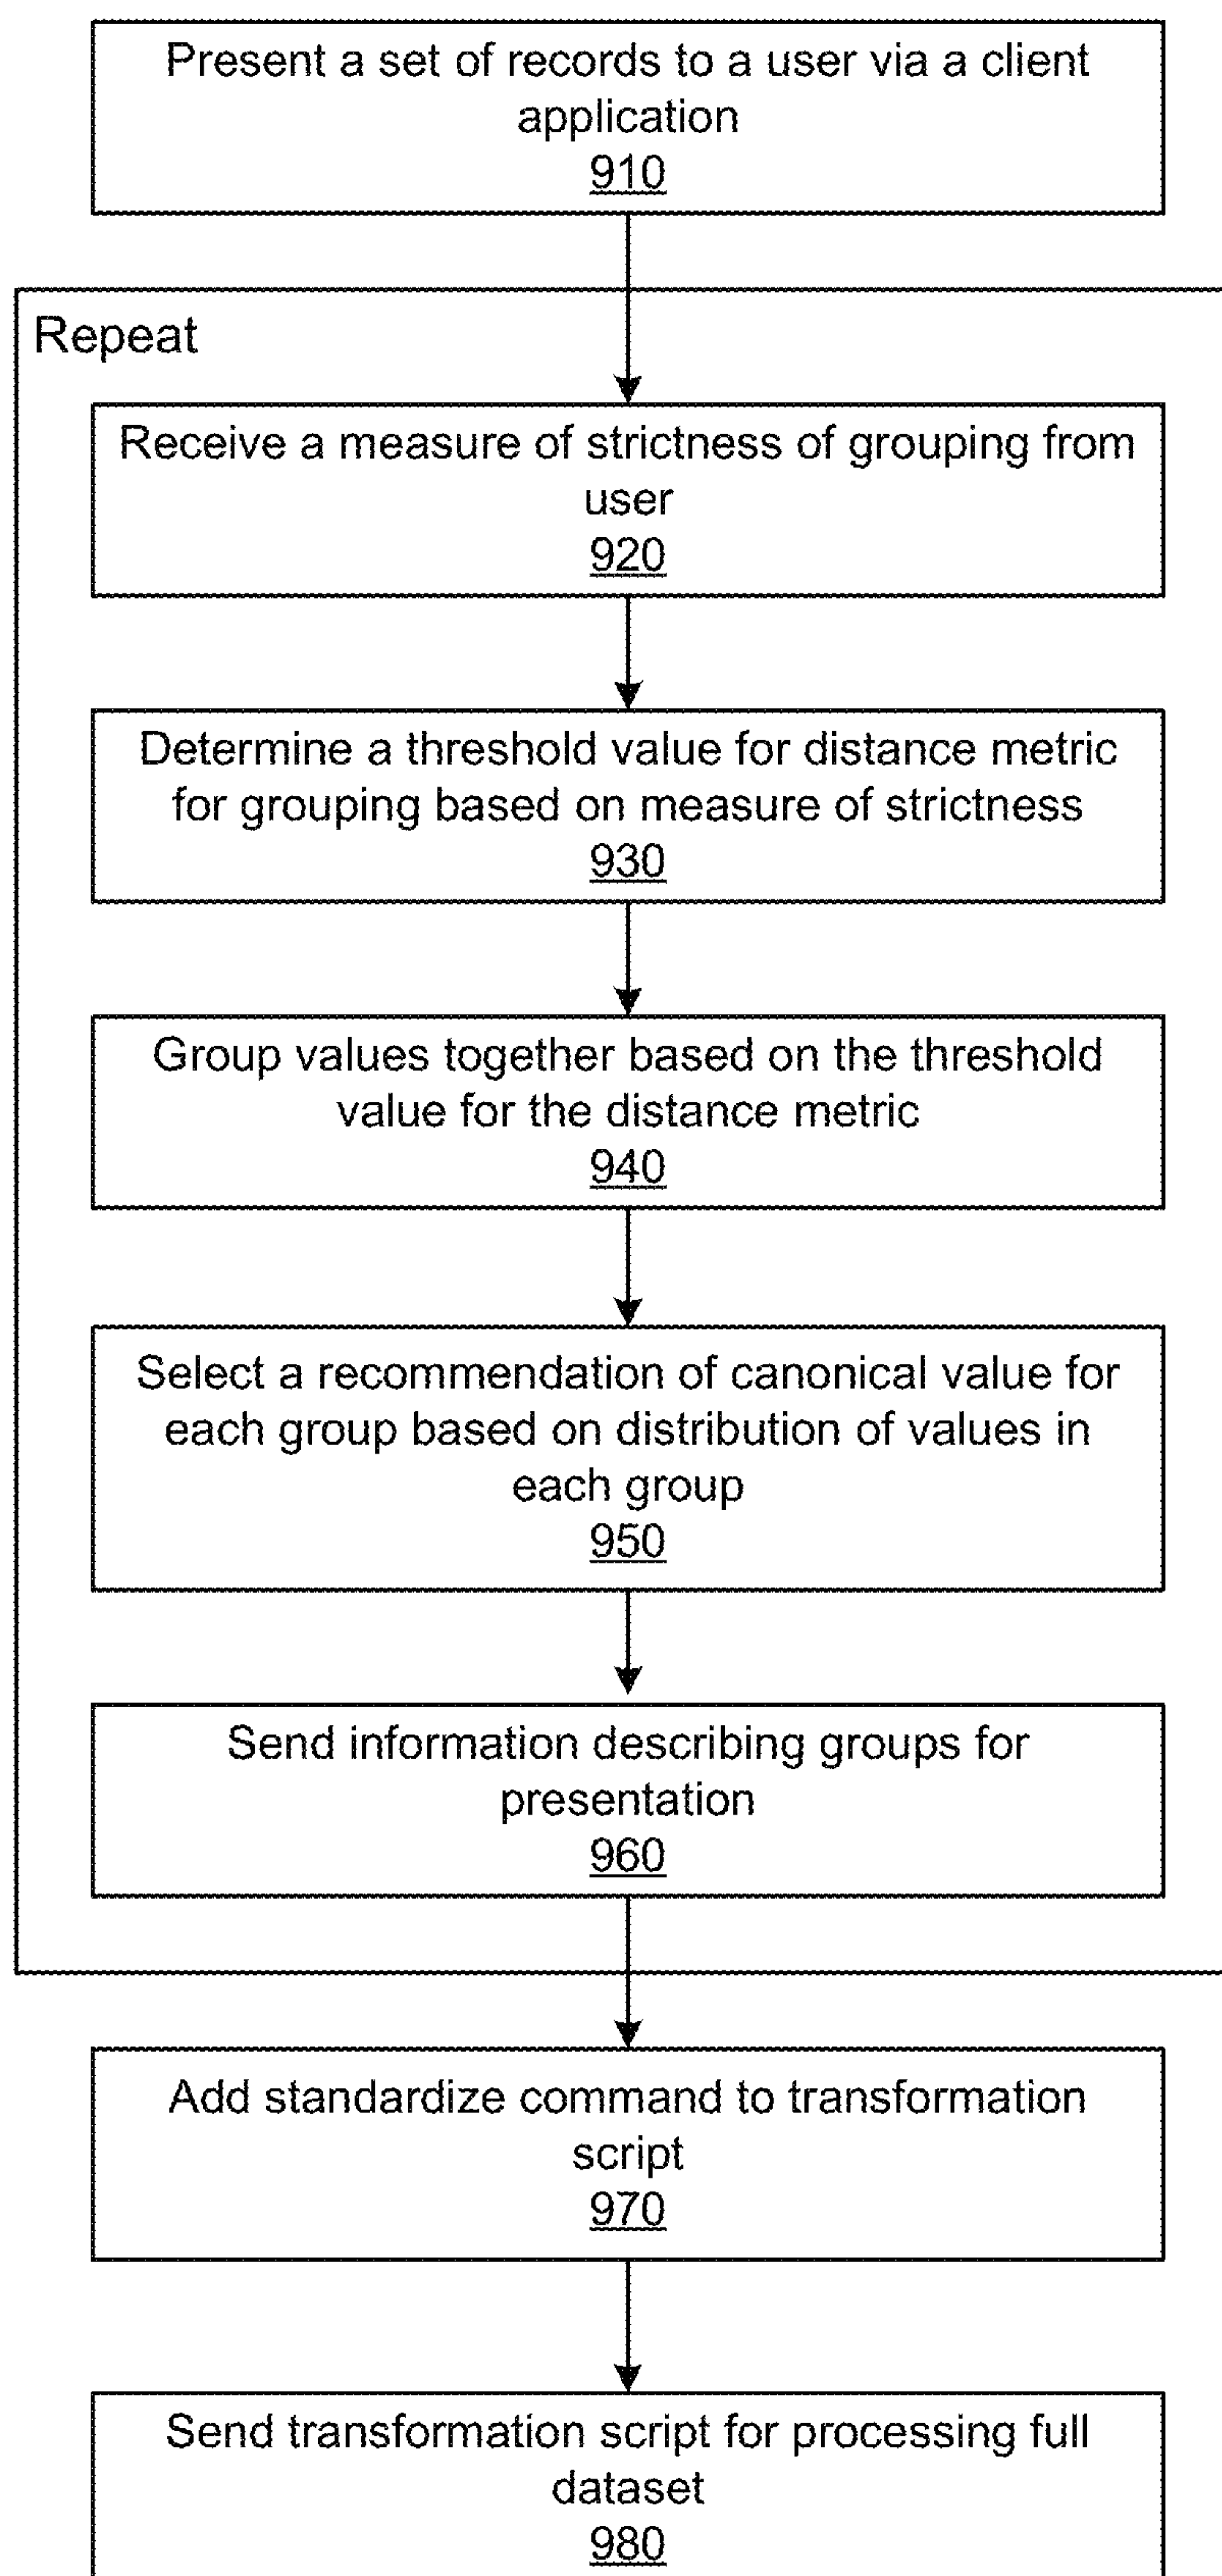 Present a set of records to a user via a client
application
910
Repeat
Receive a measure of strictness of grouping from
user
920
Determine a threshold value for distance metric
for grouping based on measure of strictness
930
Group values together based on the threshold
value for the distance metric
940
Select a recommendation of canonical value for
each group based on distribution of values in
each group
950
Send information describing groups for
presentation
960
Add standardize command to transformation
script
970
Send transformation script for processing full
dataset
980